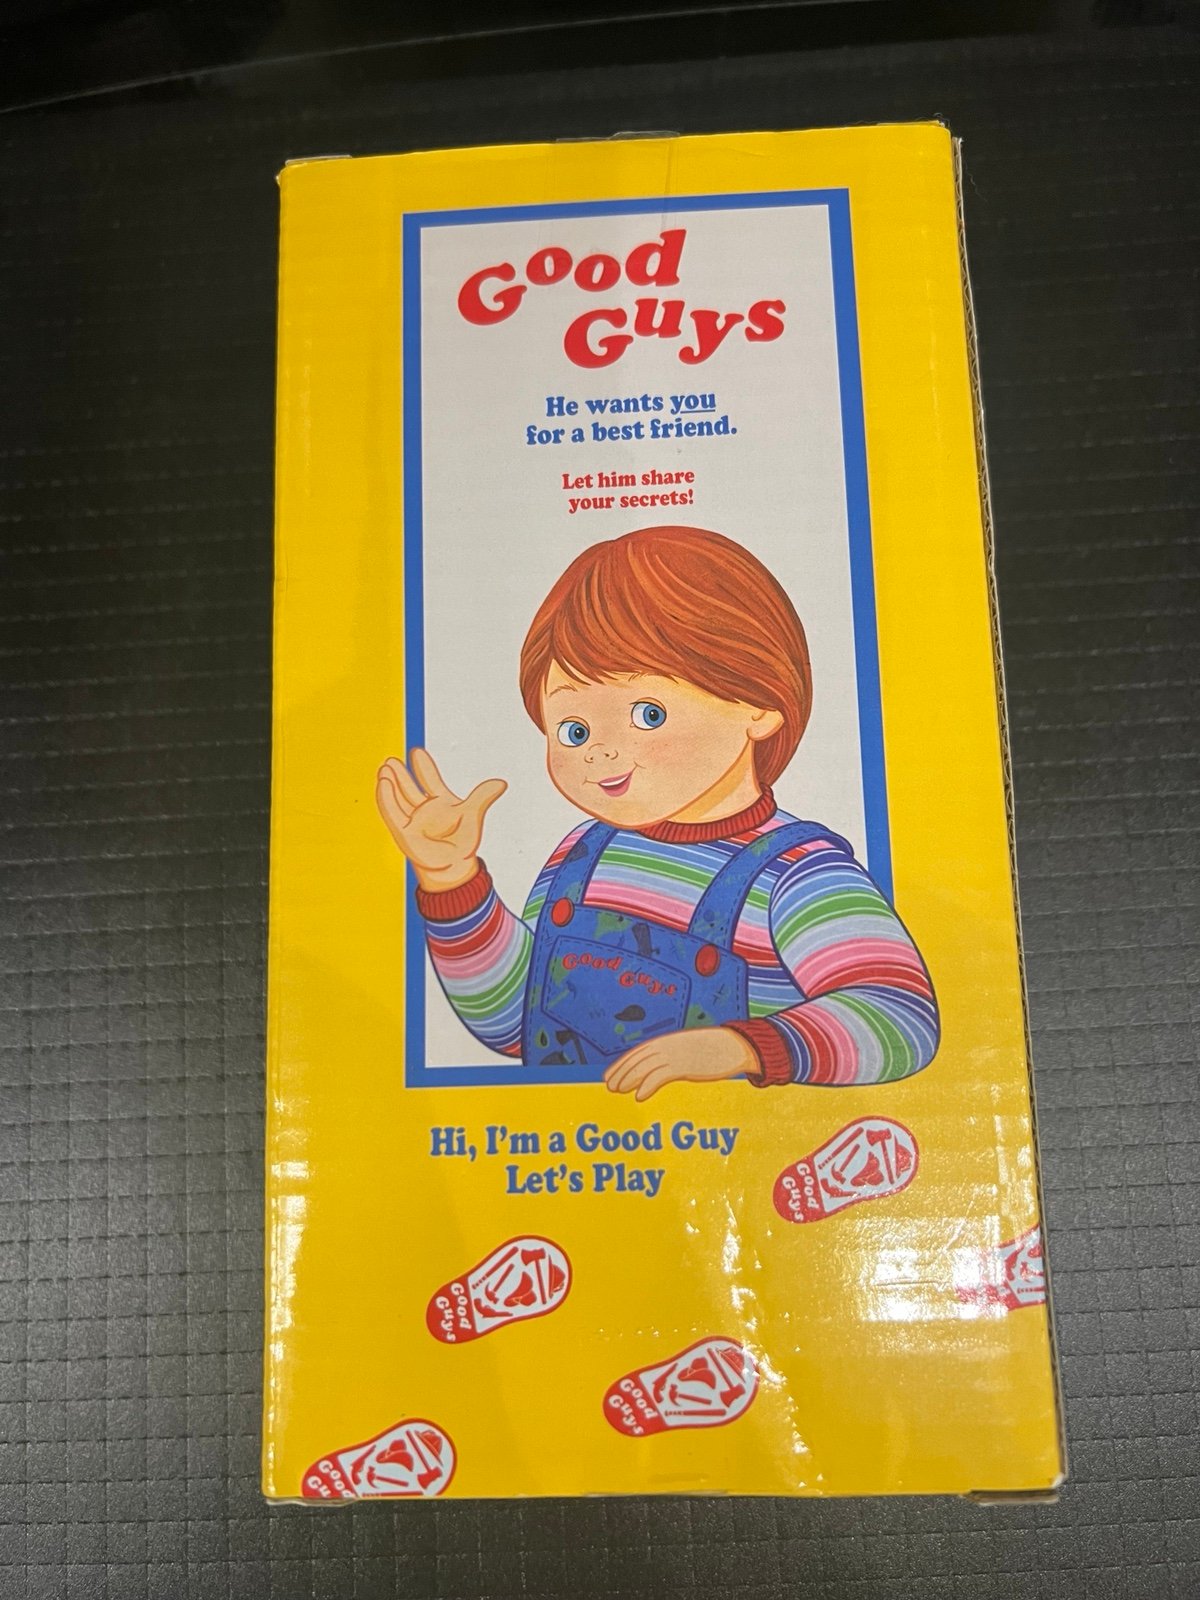 Good
Guys
He wants you
for a best friend.
Let him share
your secrets!
Good Guys
Hi, I'm a Good Guy
Let's Play
Good
Guys
Good
Guys
Good
Guys
Good
Gu